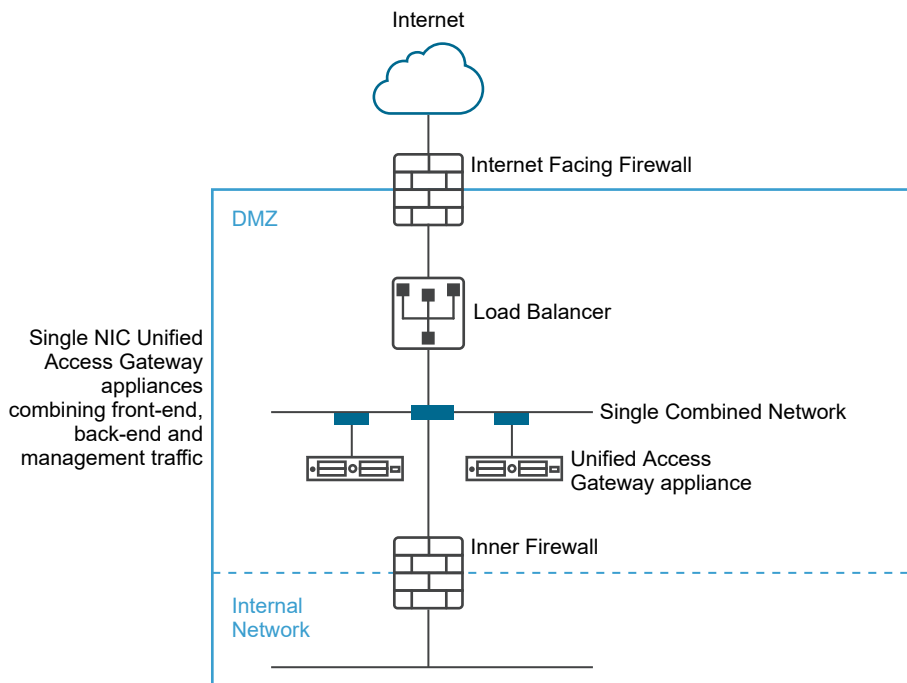 Internet
Internet Facing Firewall
DMZ
Load Balancer
Single NIC Unified
Access Gateway
appliances
combining front-end,
back-end and
management traffic
Single Combined Network
Unified Access
Gateway appliance
Inner Firewall
Internal
Network